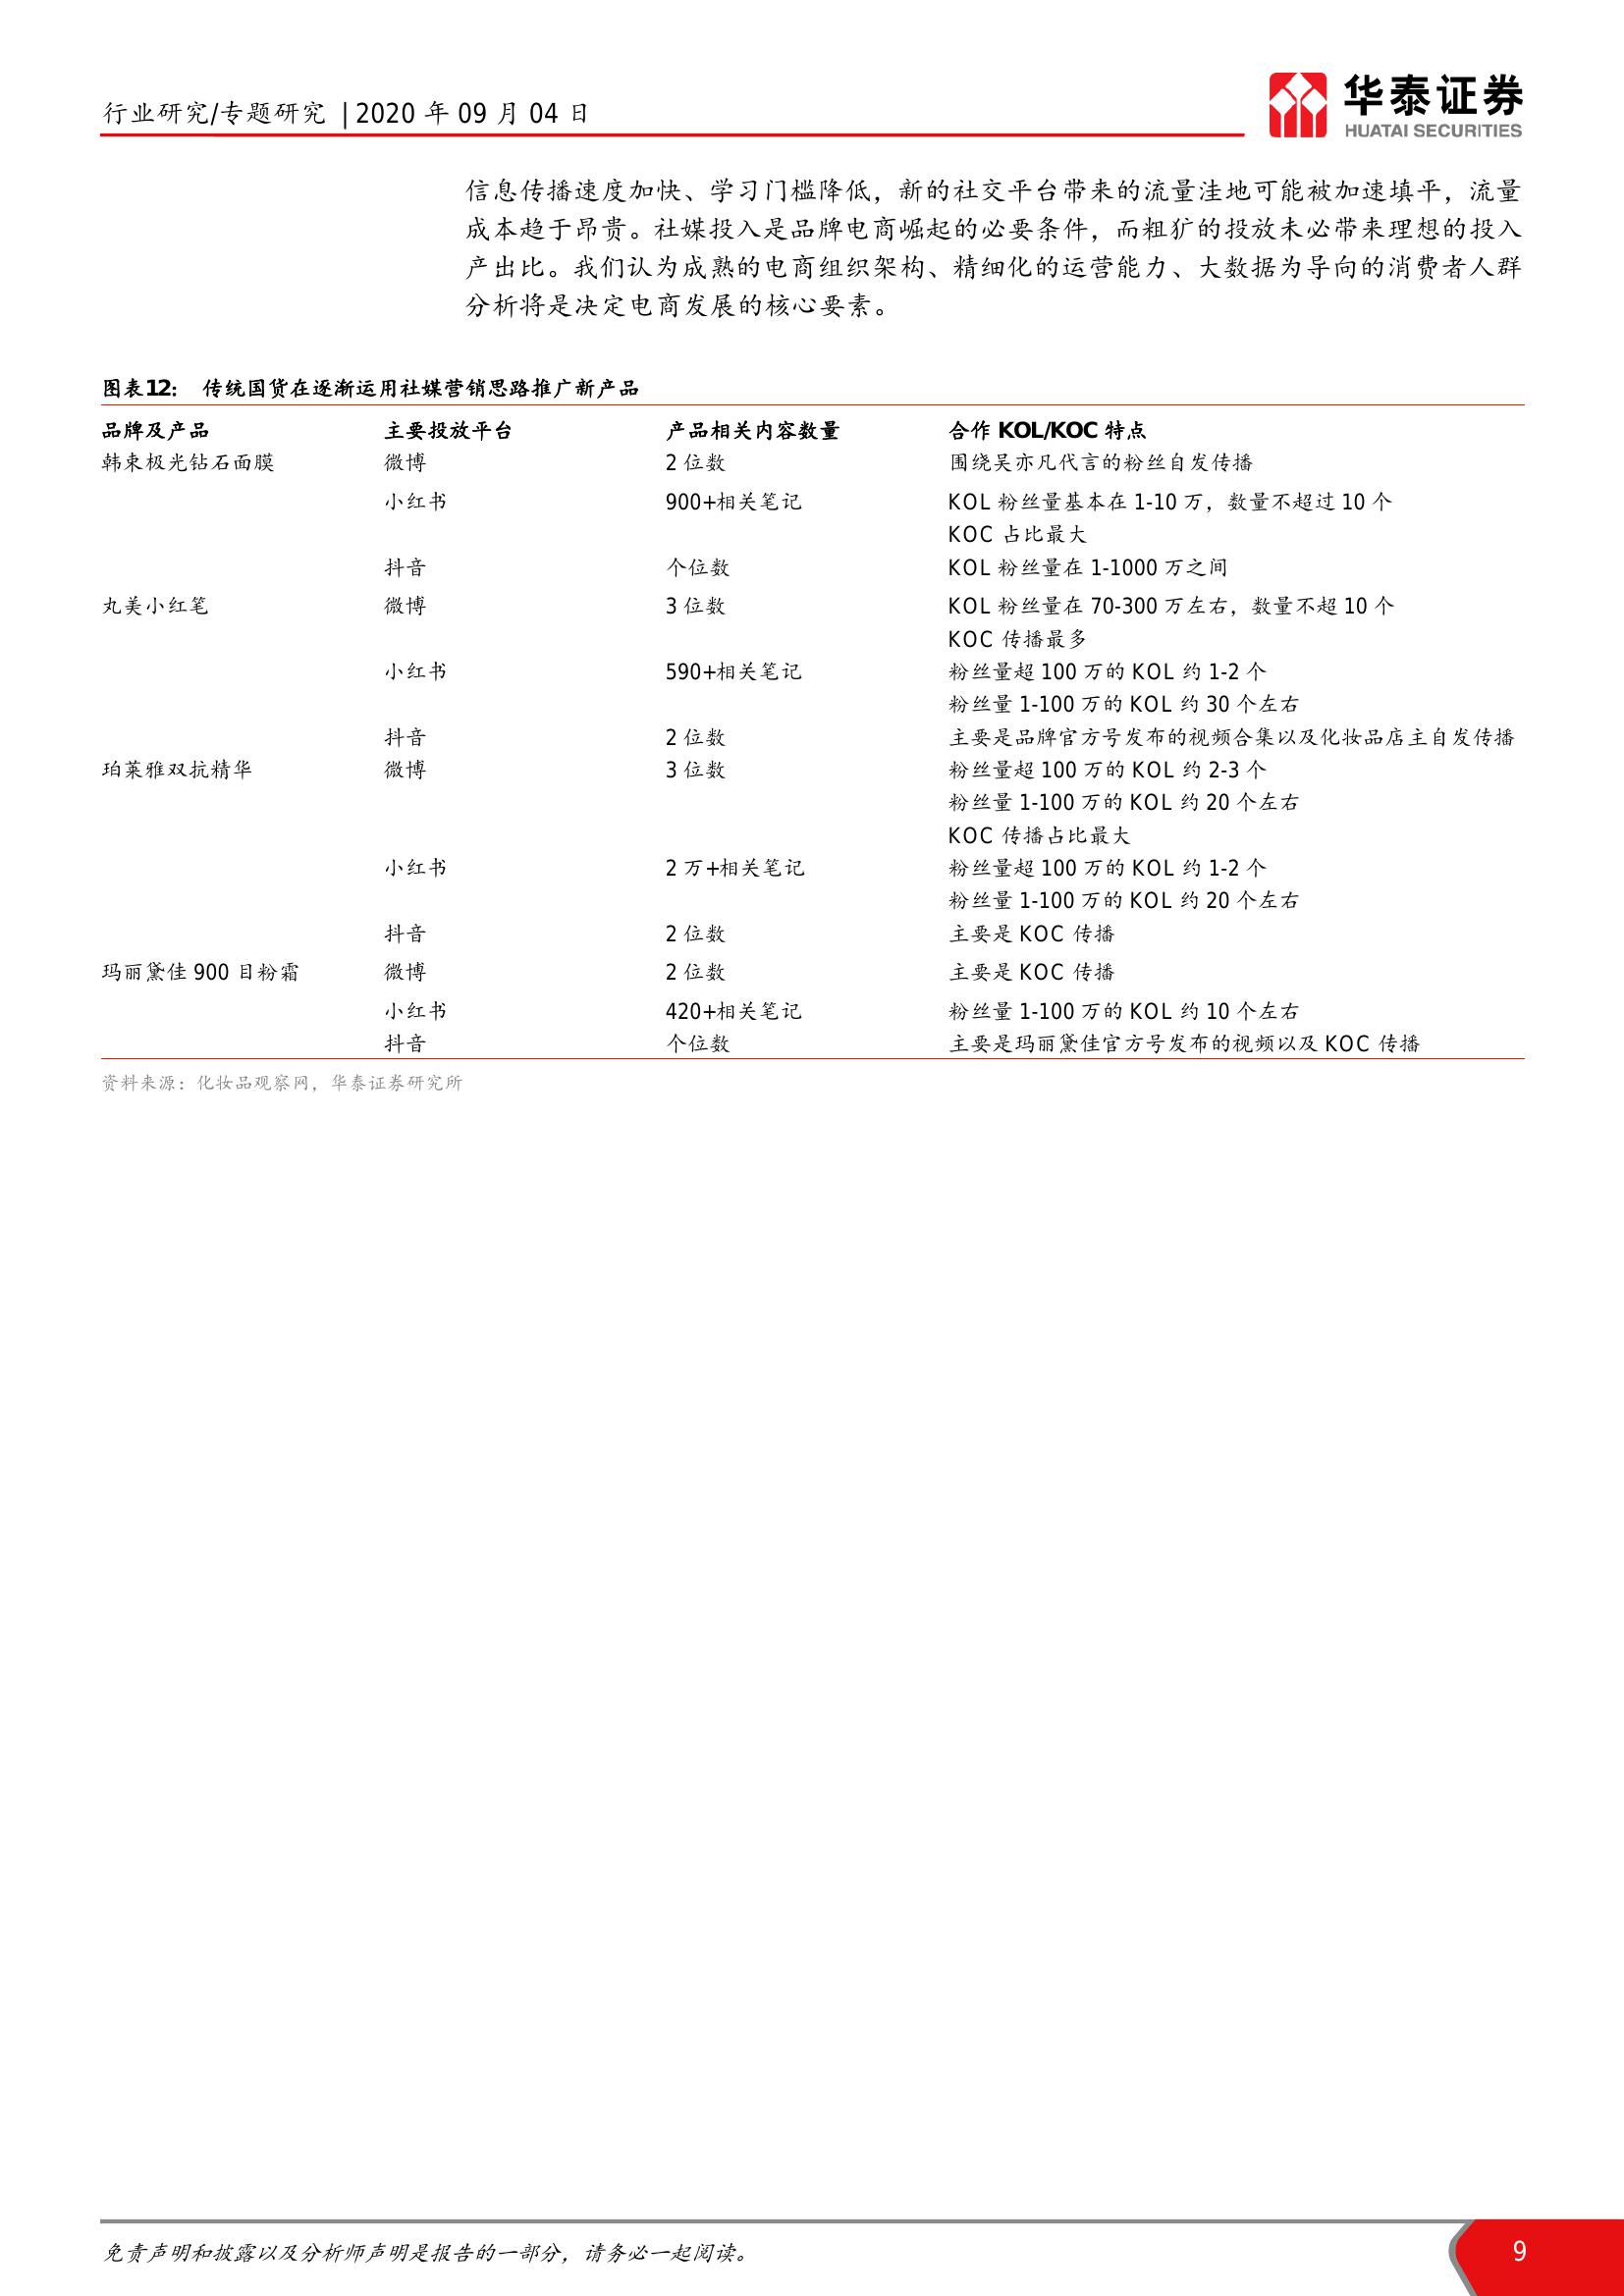 行业研究/专题研究 | 2020 年 09 月 04 日
华泰证券
HUATAI SECURITIES
信息传播速度加快、学习门槛降低，新的社交平台带来的流量洼地可能被加速填平，流量
成本趋于昂贵。社媒投入是品牌电商崛起的必要条件，而粗犷的投放未必带来理想的投入
产出比。我们认为成熟的电商组织架构、精细化的运营能力、大数据为导向的消费者人群
分析将是决定电商发展的核心要素。
图表12： 传统国货在逐渐运用社媒营销思路推广新产品
品牌及产品 主要投放平台 产品相关内容数量 合作 KOL/KOC 特点
韩束极光钻石面膜 微博 2 位数 围绕吴亦凡代言的粉丝自发传播
小红书 900+相关笔记 KOL 粉丝量基本在 1-10 万，数量不超过 10 个
KOC 占比最大
抖音 个位数 KOL 粉丝量在 1-1000 万之间
丸美小红笔 微博 3 位数 KOL 粉丝量在 70-300 万左右，数量不超 10 个
KOC 传播最多
小红书 590+相关笔记 粉丝量超 100 万的 KOL 约 1-2 个
粉丝量 1-100 万的 KOL 约 30 个左右
抖音 2 位数 主要是品牌官方号发布的视频合集以及化妆品店主自发传播
珀莱雅双抗精华 微博 3 位数 粉丝量超 100 万的 KOL 约 2-3 个
粉丝量 1-100 万的 KOL 约 20 个左右
KOC 传播占比最大
小红书 2 万+相关笔记 粉丝量超 100 万的 KOL 约 1-2 个
粉丝量 1-100 万的 KOL 约 20 个左右
抖音 2 位数 主要是 KOC 传播
玛丽黛佳 900 目粉霜 微博 2 位数 主要是 KOC 传播
小红书 420+相关笔记 粉丝量 1-100 万的 KOL 约 10 个左右
抖音 个位数 主要是玛丽黛佳官方号发布的视频以及 KOC 传播
资料来源：化妆品观察网，华泰证券研究所
免责声明和披露以及分析师声明是报告的一部分，请务必一起阅读。
9